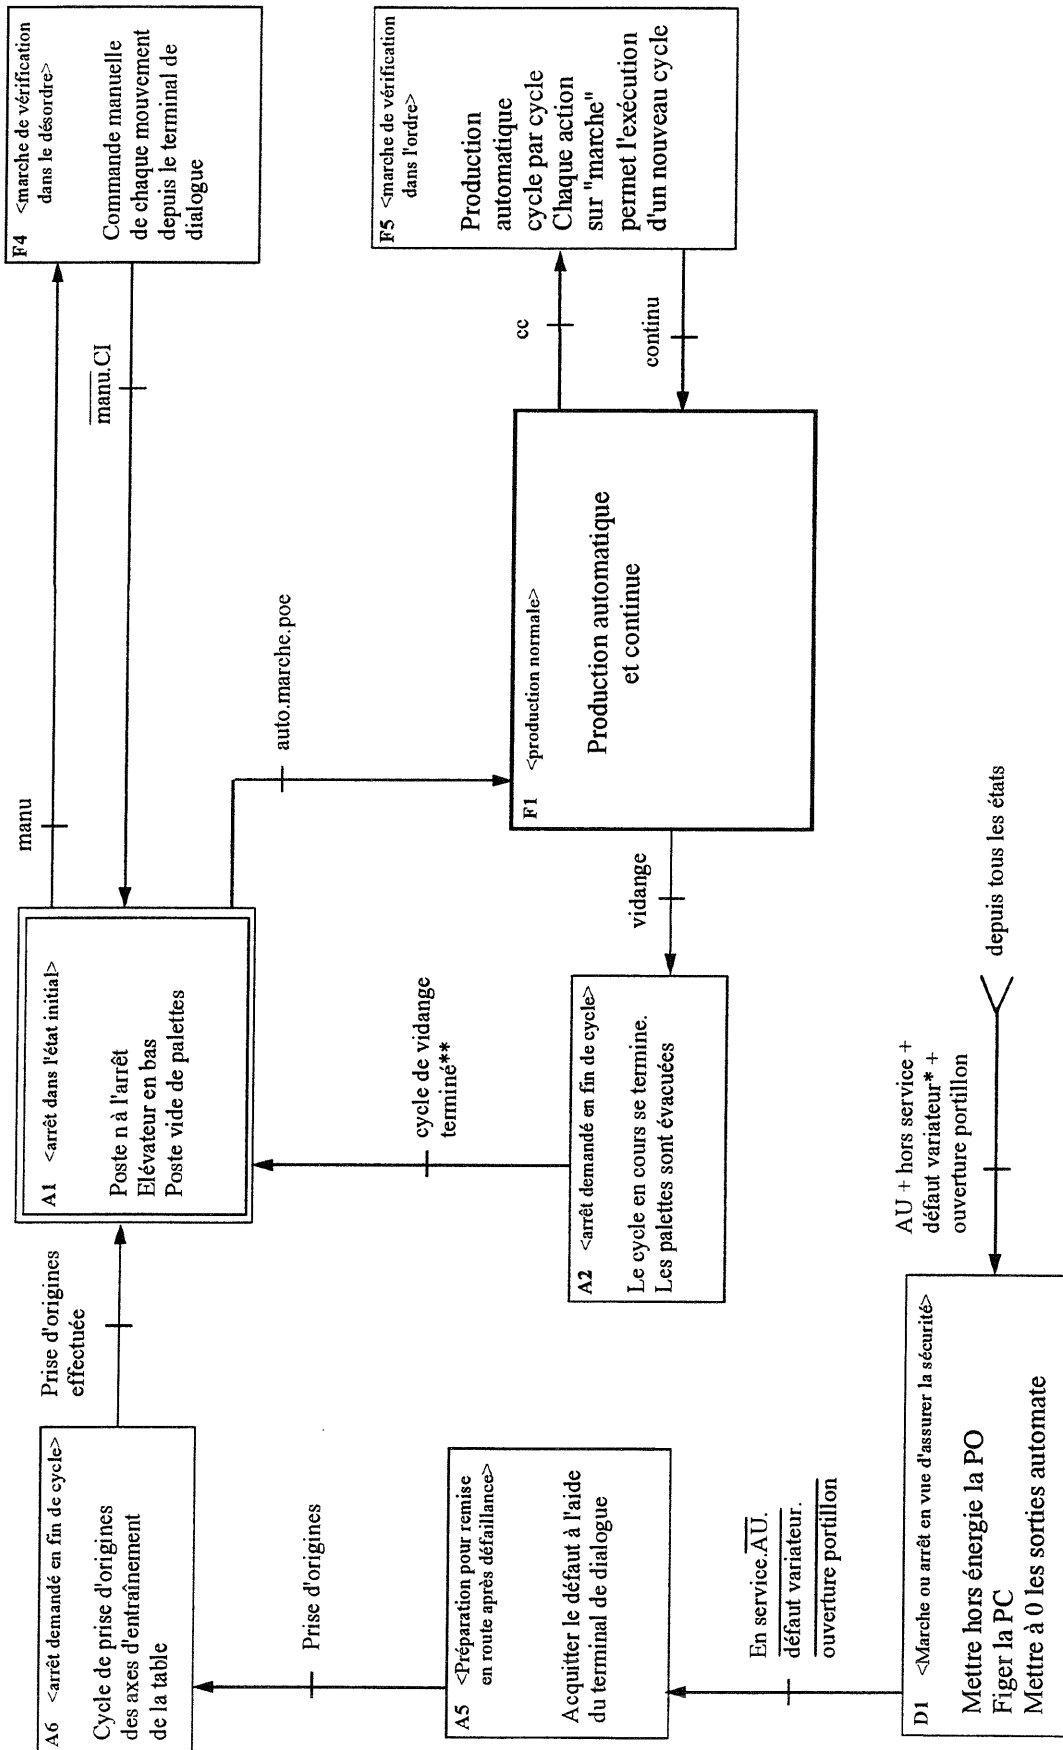 A6 <arrêt demandé en fin de cycle>
Cycle de prise d'origines
des axes d'entraînement
de la table
Prise d'origines
effectuée
A1 <arrêt dans l'état initial>
Poste n à l'arrêt
Elévateur en bas
Poste vide de palettes
manu
manu.CI
F4 <marche de vérification
dans le désordre>
Commande manuelle
de chaque mouvement
depuis le terminal de
dialogue
Prise d'origines
cycle de vidange
terminé**
auto.marche.poe
A5 <Préparation pour remise
en route après défaillance>
Acquitter le défaut à l'aide
du terminal de dialogue
A2 <arrêt demandé en fin de cycle>
Le cycle en cours se termine.
Les palettes sont évacuées
vidange
F1 <production normale>
Production automatique
et continue
cc
continu
F5 <marche de vérification
dans l'ordre>
Production
automatique
cycle par cycle
Chaque action
sur "marche"
permet l'exécution
d'un nouveau cycle
En service.AU.
défaut variateur.
ouverture portillon
AU + hors service +
défaut variateur* +
ouverture portillon
depuis tous les états
D1 <Marche ou arrêt en vue d'assurer la sécurité>
Mettre hors énergie la PO
Figer la PC
Mettre à 0 les sorties automate